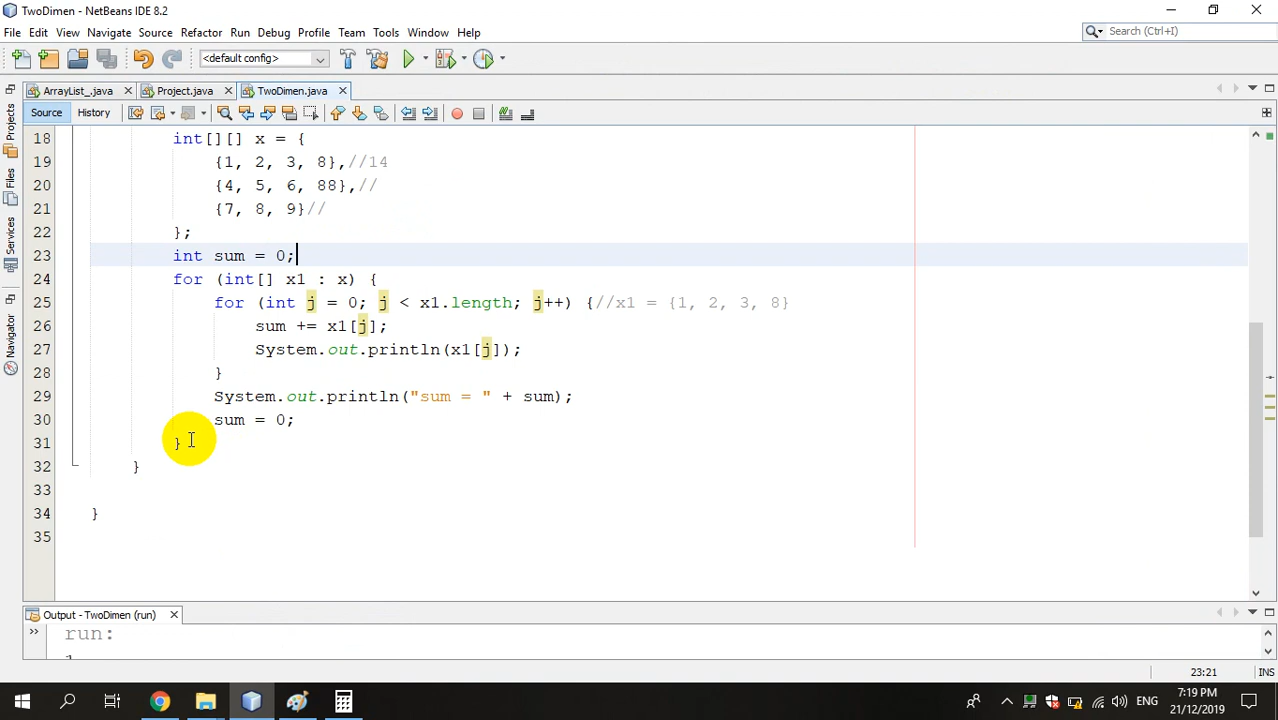 TwoDimen - NetBeans IDE 8.2
File Edit View Navigate Source Refactor Run Debug Profile Team Tools Window Help
Search (Ctrl+I)
<default config>
ArrayList_.java
Project.java
TwoDimen.java
Source History
Projects
Files
Services
Navigator
18 int[][] x = {
19 {1, 2, 3, 8},//14
20 {4, 5, 6, 88},//
21 {7, 8, 9}//
22 };
23 int sum = 0;
24 for (int[] x1 : x) {
25 for (int j = 0; j < x1.length; j++) {//x1 = {1, 2, 3, 8}
26 sum += x1[j];
27 System.out.println(x1[j]);
28 }
29 System.out.println("sum = " + sum);
30 sum = 0;
31 }
32 }
33
34 }
35
Output - TwoDimen (run)
run:
23:21 INS
ENG
7:19 PM
21/12/2019